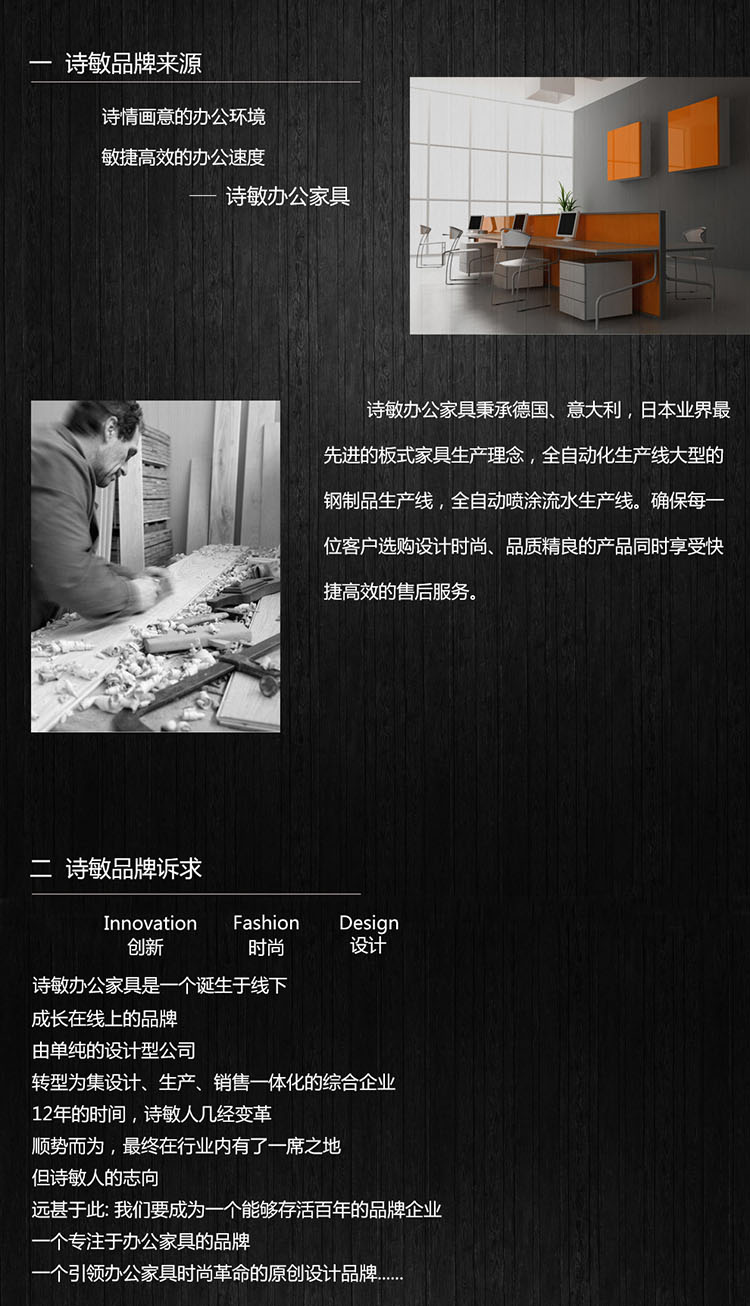 一 诗敏品牌来源
诗情画意的办公环境
敏捷高效的办公速度
—— 诗敏办公家具
诗敏办公家具秉承德国、意大利，日本业界最
先进的板式家具生产理念，全自动化生产线大型的
钢制品生产线，全自动喷涂流水生产线。确保每一
位客户选购设计时尚、品质精良的产品同时享受快
捷高效的售后服务。
二 诗敏品牌诉求
Innovation Fashion Design
创新 时尚 设计
诗敏办公家具是一个诞生于线下
成长在线上的品牌
由单纯的设计型公司
转型为集设计、生产、销售一体化的综合企业
12年的时间，诗敏人几经变革
顺势而为，最终在行业内有了一席之地
但诗敏人的志向
远甚于此: 我们要成为一个能够存活百年的品牌企业
一个专注于办公家具的品牌
一个引领办公家具时尚革命的原创设计品牌......